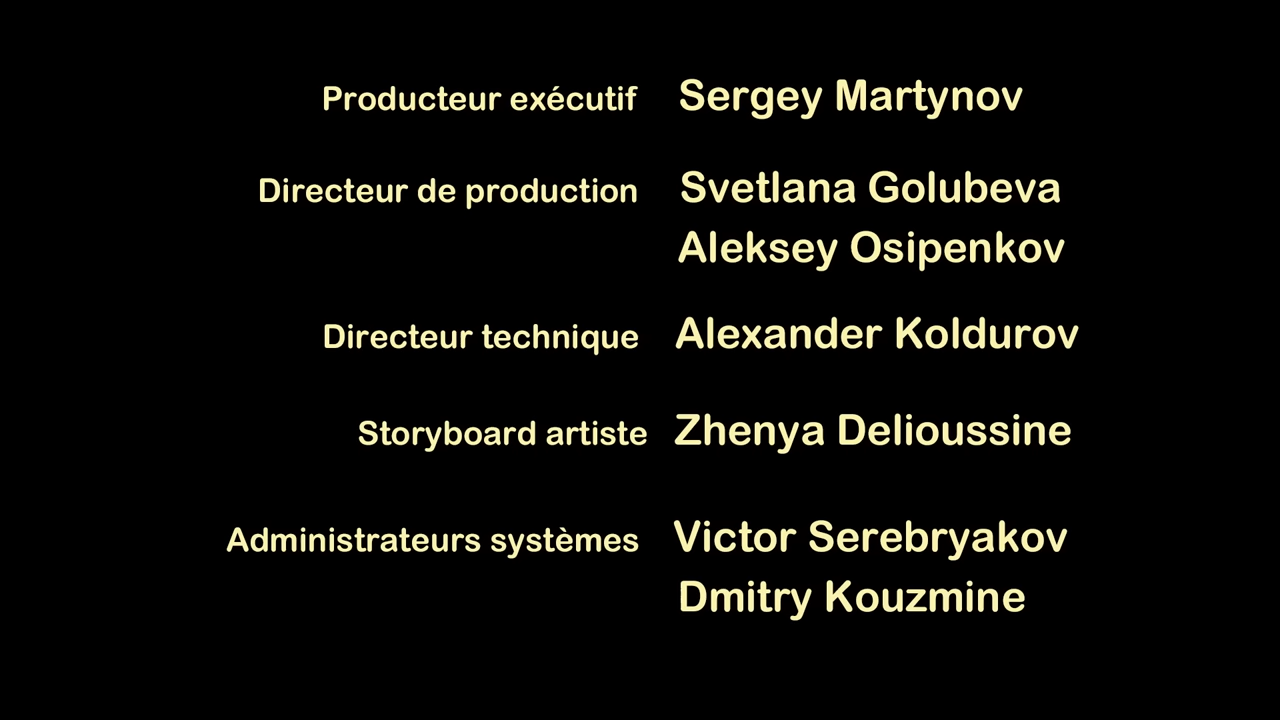 Producteur exécutif Sergey Martynov
Directeur de production Svetlana Golubeva
Aleksey Osipenkov
Directeur technique Alexander Koldurov
Storyboard artiste Zhenya Delioussine
Administrateurs systèmes Victor Serebryakov
Dmitry Kouzmine